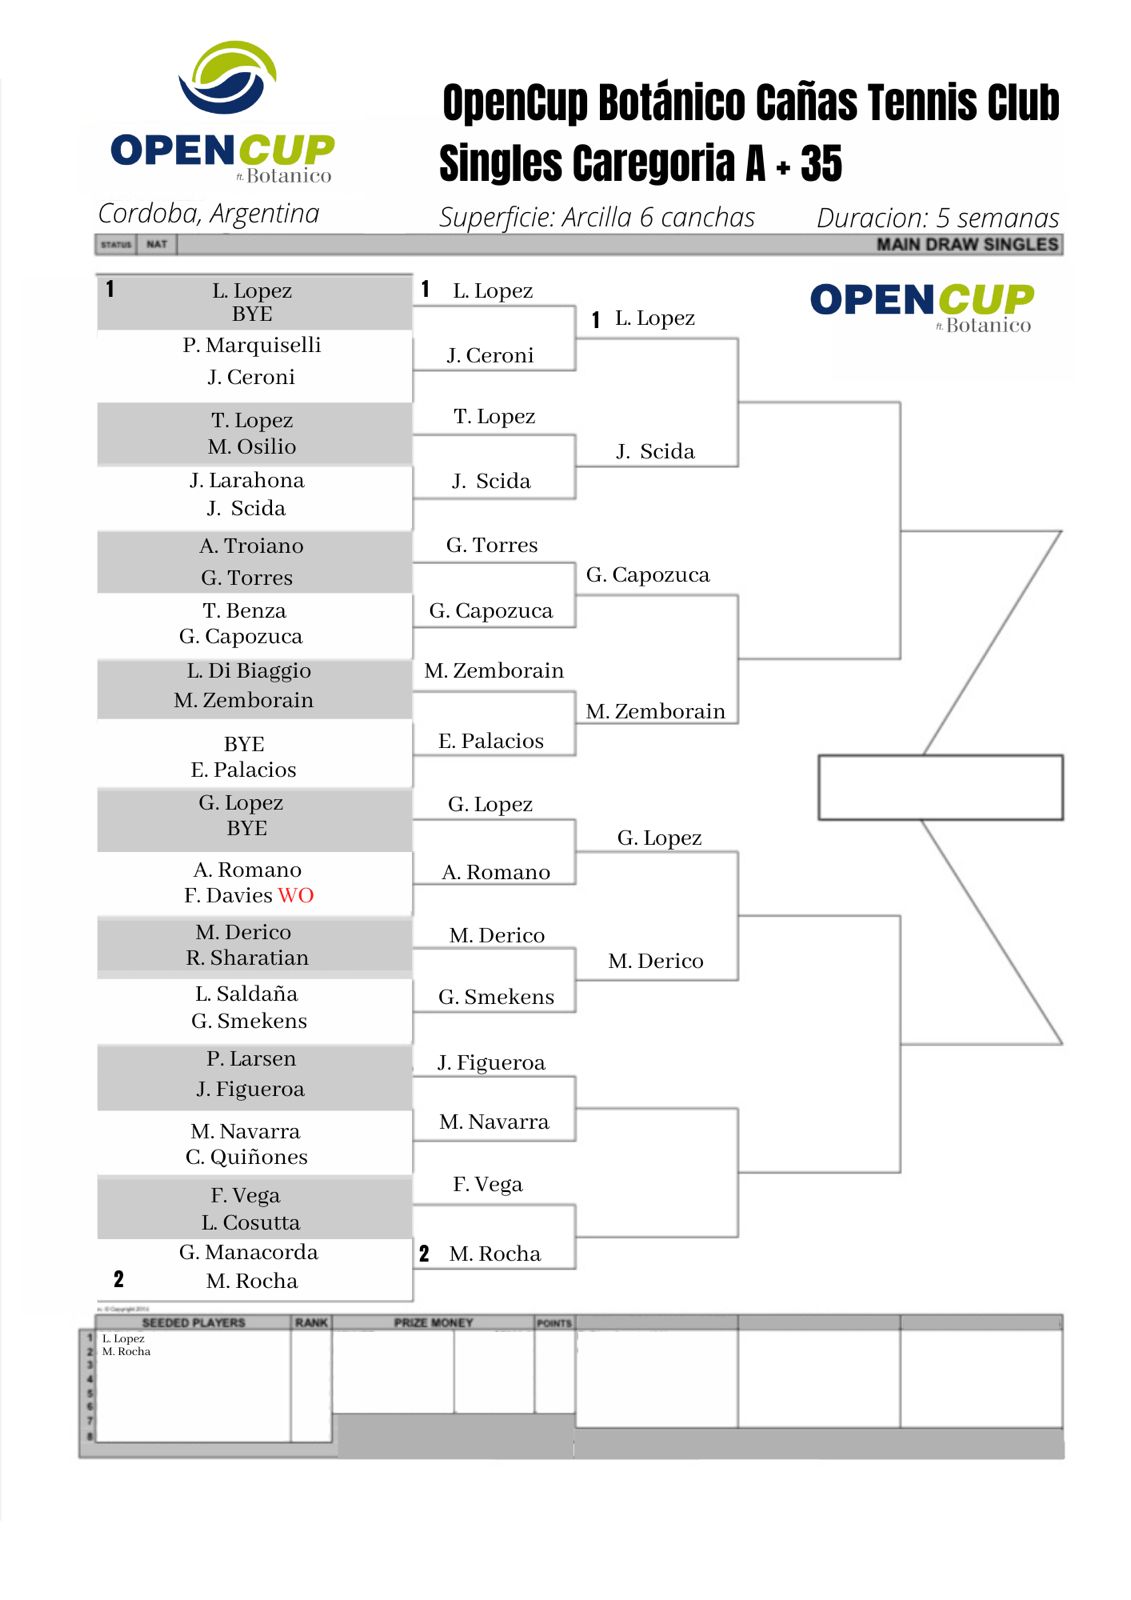 OPENCUP
ft. Botanico
OpenCup Botánico Cañas Tennis Club
Singles Caregoria A + 35
Cordoba, Argentina
Superficie: Arcilla 6 canchas
Duracion: 5 semanas
STATUS NAT
MAIN DRAW SINGLES
OPENCUP
ft. Botanico
1 L. Lopez
BYE
P. Marquiselli
J. Ceroni
T. Lopez
M. Osilio
J. Larahona
J. Scida
A. Troiano
G. Torres
T. Benza
G. Capozuca
L. Di Biaggio
M. Zemborain
BYE
E. Palacios
G. Lopez
BYE
A. Romano
F. Davies WO
M. Derico
R. Sharatian
L. Saldaña
G. Smekens
P. Larsen
J. Figueroa
M. Navarra
C. Quiñones
F. Vega
L. Cosutta
G. Manacorda
2 M. Rocha
1 L. Lopez
J. Ceroni
T. Lopez
J. Scida
G. Torres
G. Capozuca
M. Zemborain
E. Palacios
G. Lopez
A. Romano
M. Derico
G. Smekens
J. Figueroa
M. Navarra
F. Vega
2 M. Rocha
1 L. Lopez
J. Scida
G. Capozuca
M. Zemborain
G. Lopez
M. Derico
© Copyright
SEEDED PLAYERS RANK PRIZE MONEY POINTS
1 L. Lopez
2 M. Rocha
3
4
5
6
7
8